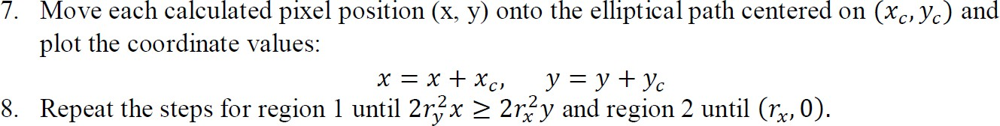 7. Move each calculated pixel position (x, y) onto the elliptical path centered on (x_c, y_c) and
plot the coordinate values:
x = x + x_c, y = y + y_c
8. Repeat the steps for region 1 until 2r_y^2 x ≥ 2r_x^2 y and region 2 until (r_x, 0).